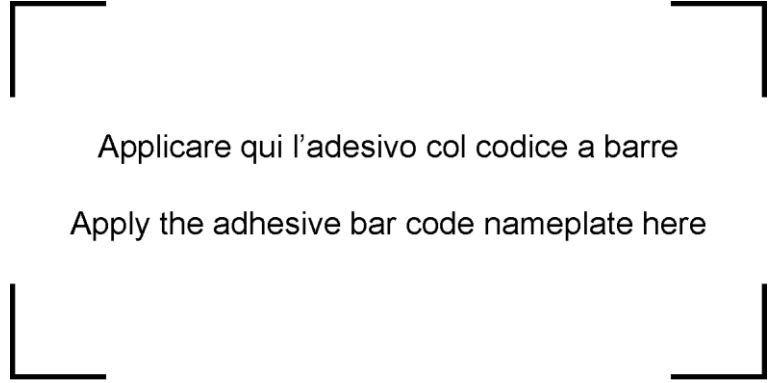 Applicare qui l’adesivo col codice a barre
Apply the adhesive bar code nameplate here